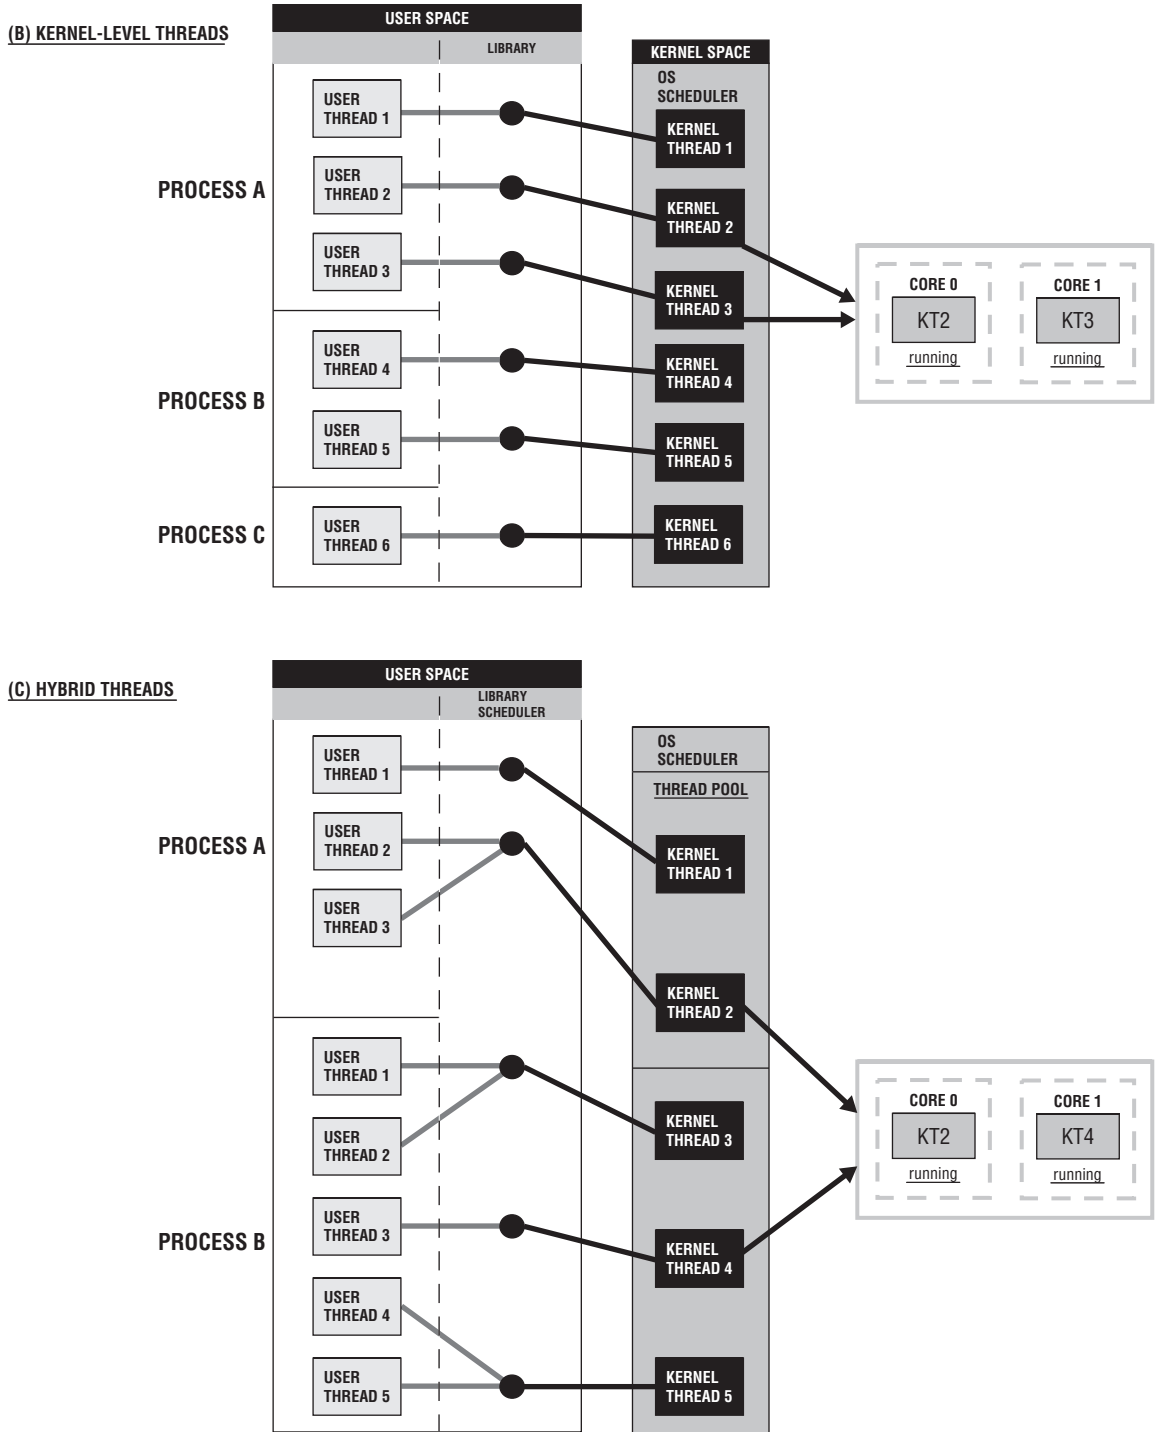 (B) KERNEL-LEVEL THREADS
USER SPACE
LIBRARY
KERNEL SPACE
OS
SCHEDULER
PROCESS A
USER
THREAD 1
USER
THREAD 2
USER
THREAD 3
KERNEL
THREAD 1
KERNEL
THREAD 2
KERNEL
THREAD 3
PROCESS B
USER
THREAD 4
USER
THREAD 5
KERNEL
THREAD 4
KERNEL
THREAD 5
PROCESS C
USER
THREAD 6
KERNEL
THREAD 6
CORE 0
KT2
running
CORE 1
KT3
running
(C) HYBRID THREADS
USER SPACE
LIBRARY
SCHEDULER
OS
SCHEDULER
THREAD POOL
PROCESS A
USER
THREAD 1
USER
THREAD 2
USER
THREAD 3
KERNEL
THREAD 1
KERNEL
THREAD 2
PROCESS B
USER
THREAD 1
USER
THREAD 2
USER
THREAD 3
USER
THREAD 4
USER
THREAD 5
KERNEL
THREAD 3
KERNEL
THREAD 4
KERNEL
THREAD 5
CORE 0
KT2
running
CORE 1
KT4
running